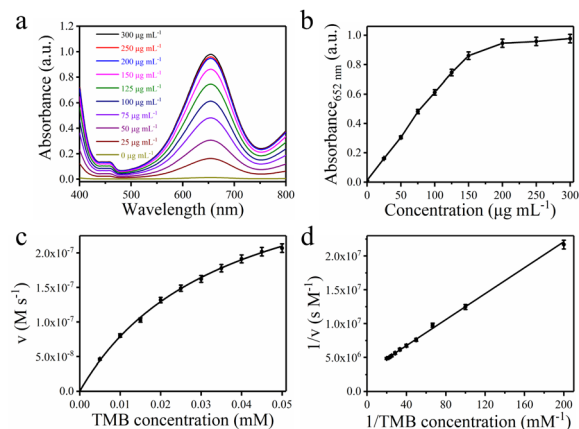 a
300 μg mL⁻¹
250 μg mL⁻¹
200 μg mL⁻¹
150 μg mL⁻¹
125 μg mL⁻¹
100 μg mL⁻¹
75 μg mL⁻¹
50 μg mL⁻¹
25 μg mL⁻¹
0 μg mL⁻¹
Absorbance (a.u.)
1.2
1.0
0.8
0.6
0.4
0.2
0.0
400 500 600 700 800
Wavelength (nm)
b
Absorbance652 nm (a.u.)
1.2
1.0
0.8
0.6
0.4
0.2
0.0
0 50 100 150 200 250 300
Concentration (μg mL⁻¹)
c
v (M s⁻¹)
2.0x10⁻⁷
1.5x10⁻⁷
1.0x10⁻⁷
5.0x10⁻⁸
0.0
0.00 0.01 0.02 0.03 0.04 0.05
TMB concentration (mM)
d
1/v (s M⁻¹)
2.0x10⁷
1.5x10⁷
1.0x10⁷
5.0x10⁶
0.0
0 40 80 120 160 200
1/TMB concentration (mM⁻¹)